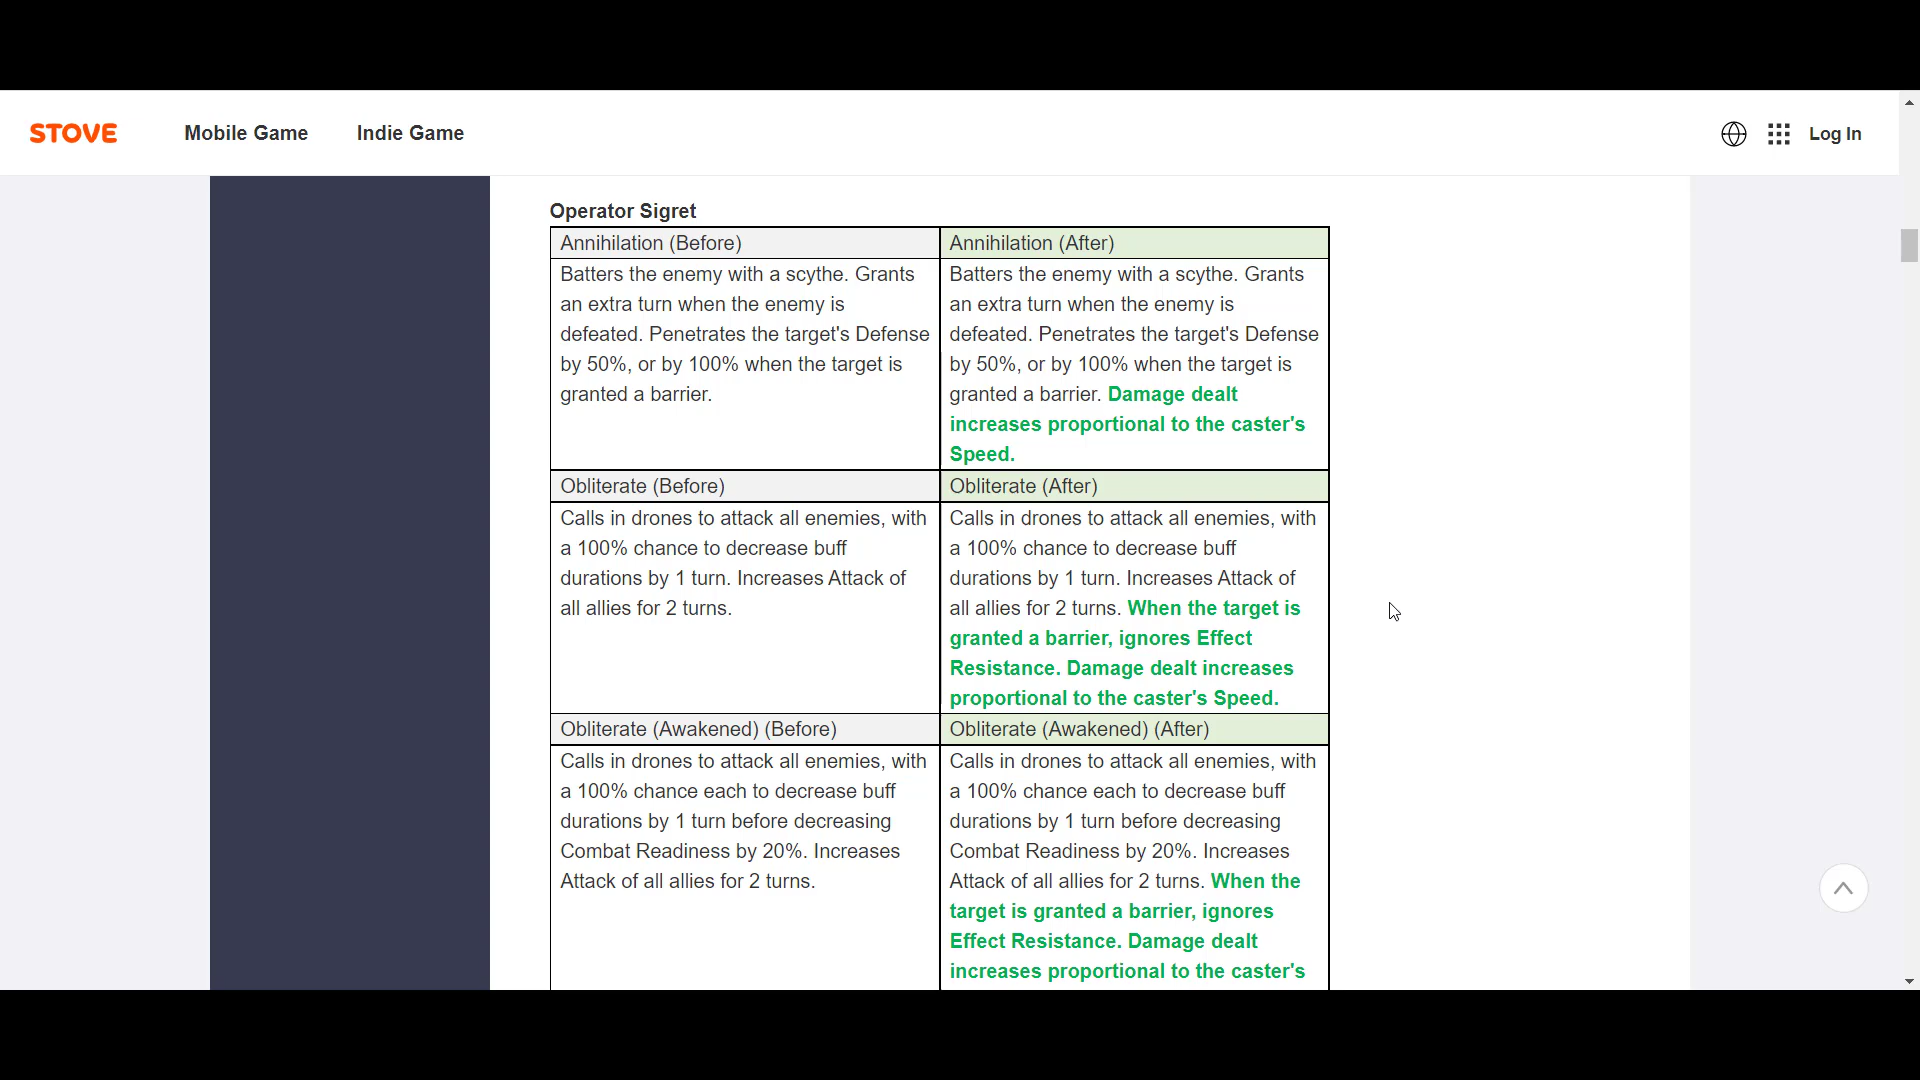 STOVE
Mobile Game
Indie Game
Log In
Operator Sigret
Annihilation (Before)
Batters the enemy with a scythe. Grants
an extra turn when the enemy is
defeated. Penetrates the target's Defense
by 50%, or by 100% when the target is
granted a barrier.
Annihilation (After)
Batters the enemy with a scythe. Grants
an extra turn when the enemy is
defeated. Penetrates the target's Defense
by 50%, or by 100% when the target is
granted a barrier. Damage dealt
increases proportional to the caster's
Speed.
Obliterate (Before)
Calls in drones to attack all enemies, with
a 100% chance to decrease buff
durations by 1 turn. Increases Attack of
all allies for 2 turns.
Obliterate (After)
Calls in drones to attack all enemies, with
a 100% chance to decrease buff
durations by 1 turn. Increases Attack of
all allies for 2 turns. When the target is
granted a barrier, ignores Effect
Resistance. Damage dealt increases
proportional to the caster's Speed.
Obliterate (Awakened) (Before)
Calls in drones to attack all enemies, with
a 100% chance each to decrease buff
durations by 1 turn before decreasing
Combat Readiness by 20%. Increases
Attack of all allies for 2 turns.
Obliterate (Awakened) (After)
Calls in drones to attack all enemies, with
a 100% chance each to decrease buff
durations by 1 turn before decreasing
Combat Readiness by 20%. Increases
Attack of all allies for 2 turns. When the
target is granted a barrier, ignores
Effect Resistance. Damage dealt
increases proportional to the caster's